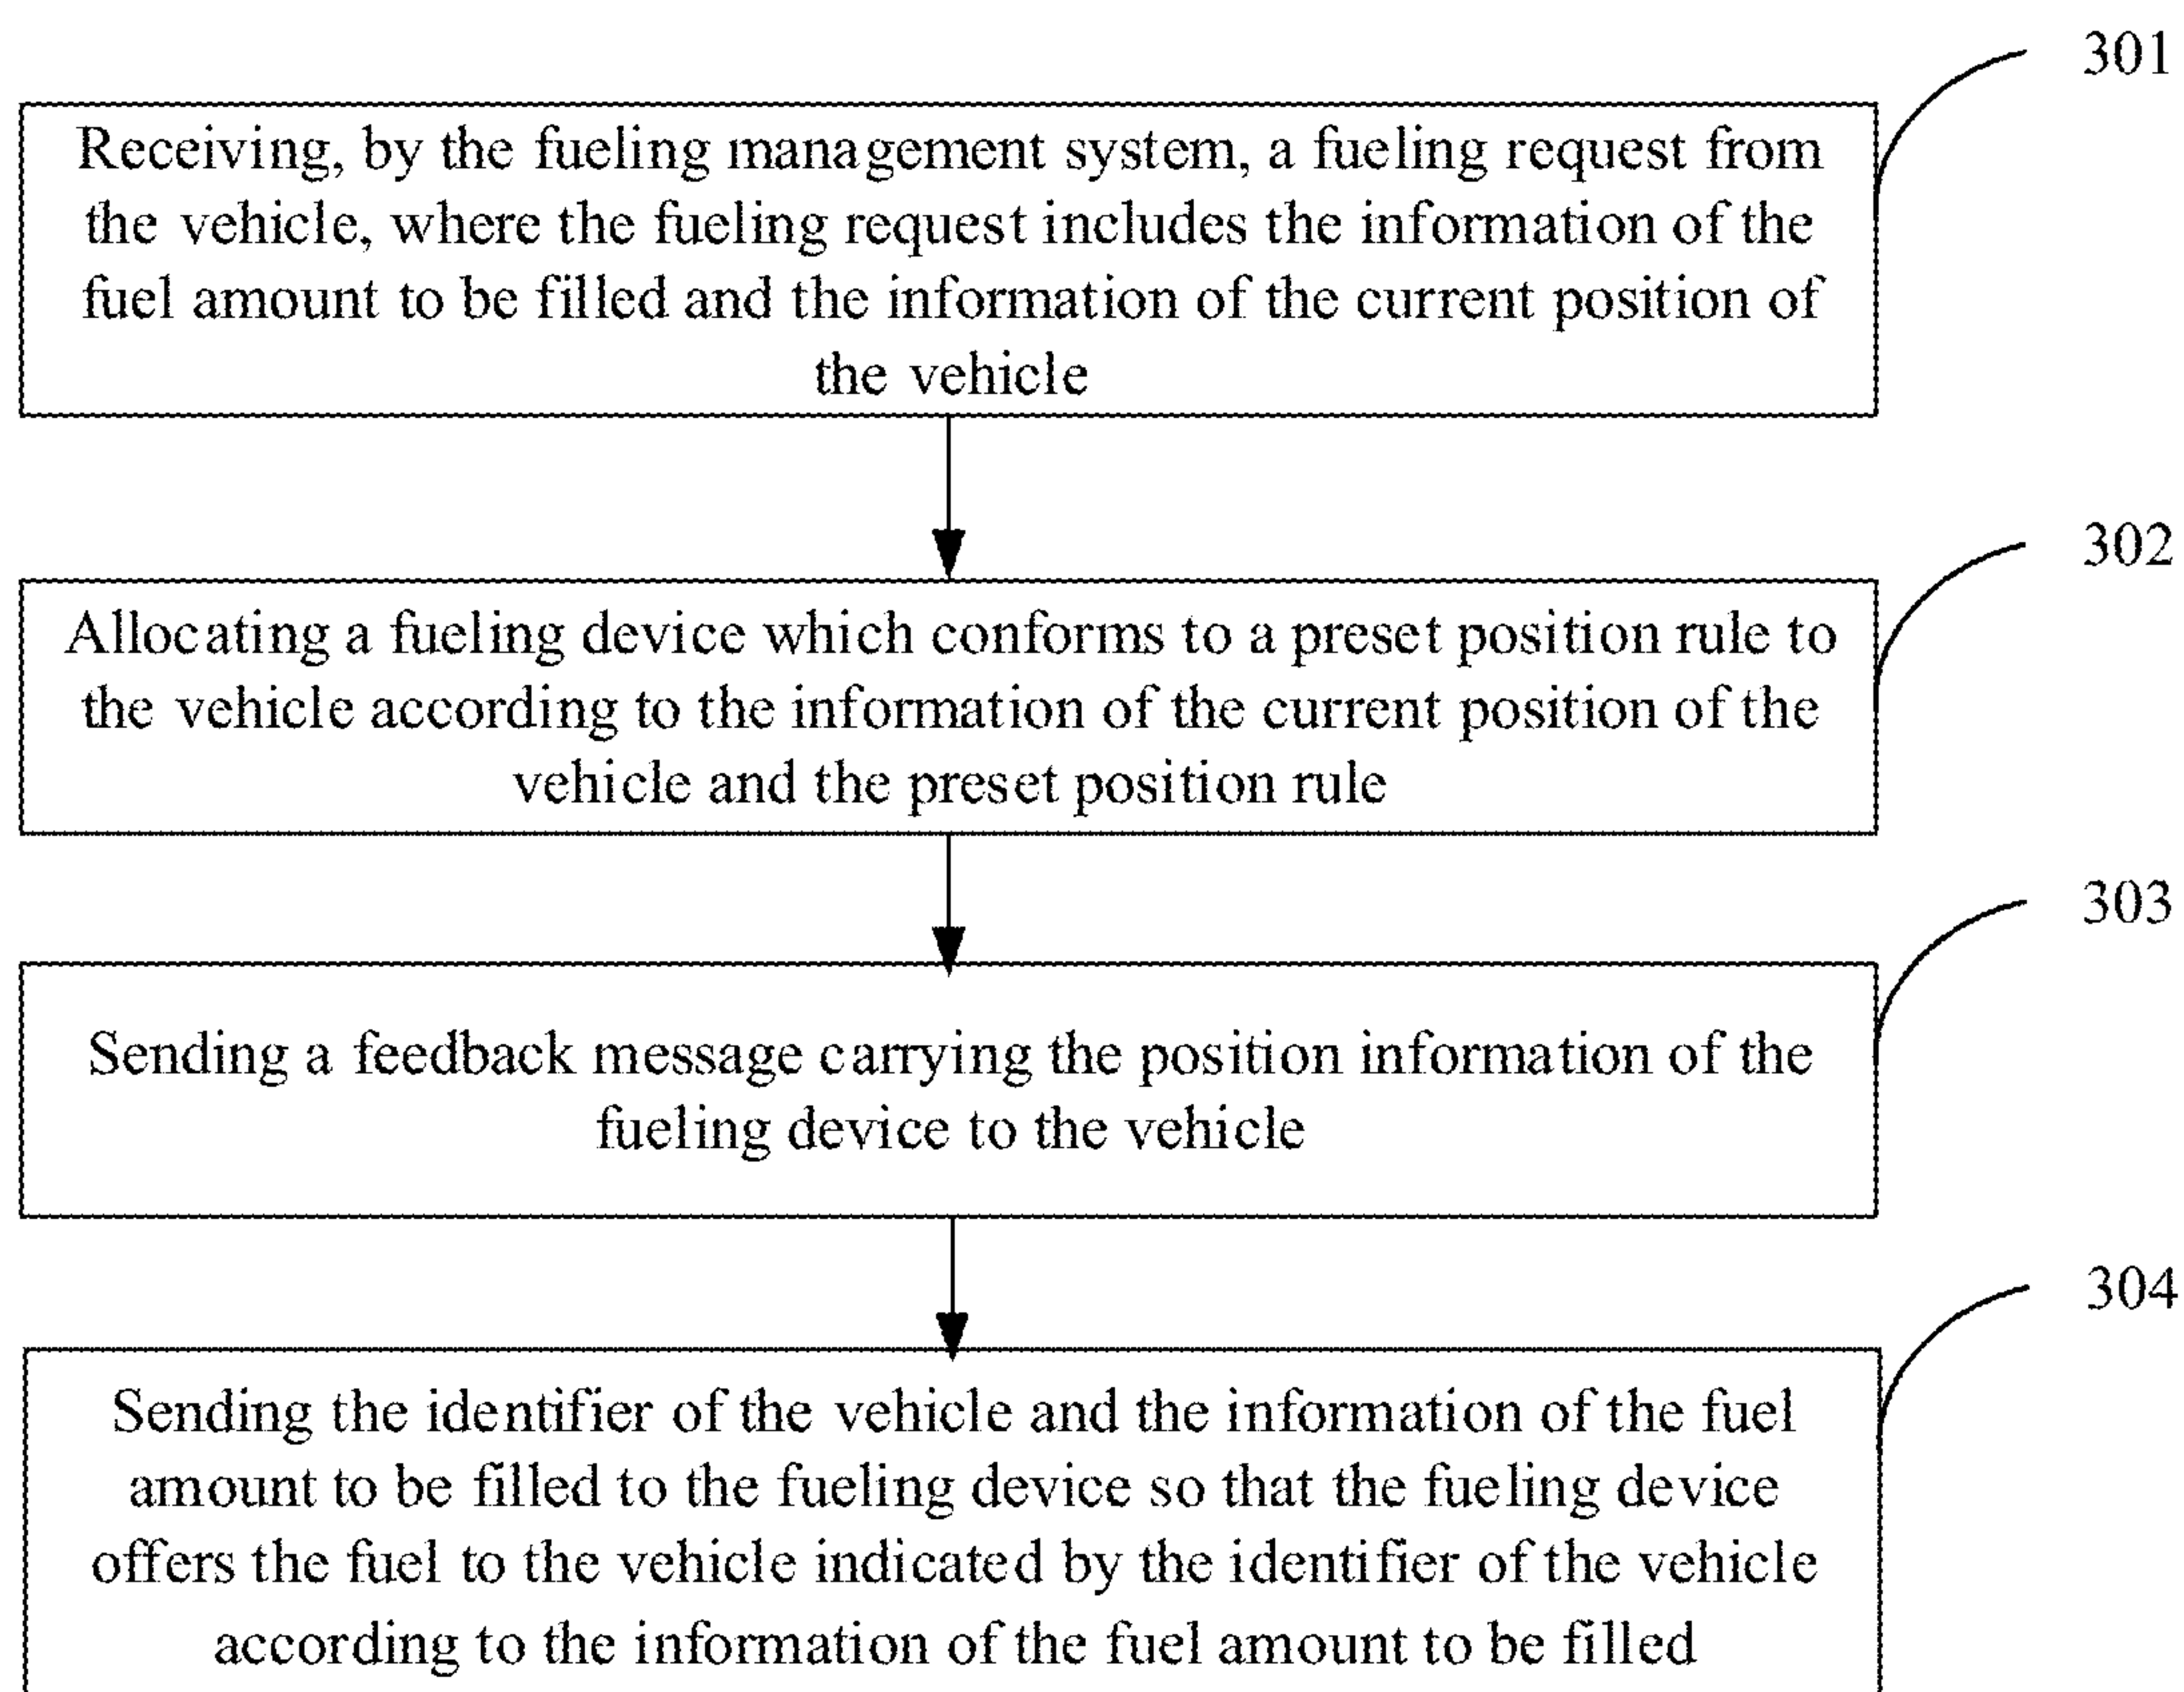 301
Receiving, by the fueling management system, a fueling request from
the vehicle, where the fueling request includes the information of the
fuel amount to be filled and the information of the current position of
the vehicle
302
Allocating a fueling device which conforms to a preset position rule to
the vehicle according to the information of the current position of the
vehicle and the preset position rule
303
Sending a feedback message carrying the position information of the
fueling device to the vehicle
304
Sending the identifier of the vehicle and the information of the fuel
amount to be filled to the fueling device so that the fueling device
offers the fuel to the vehicle indicated by the identifier of the vehicle
according to the information of the fuel amount to be filled